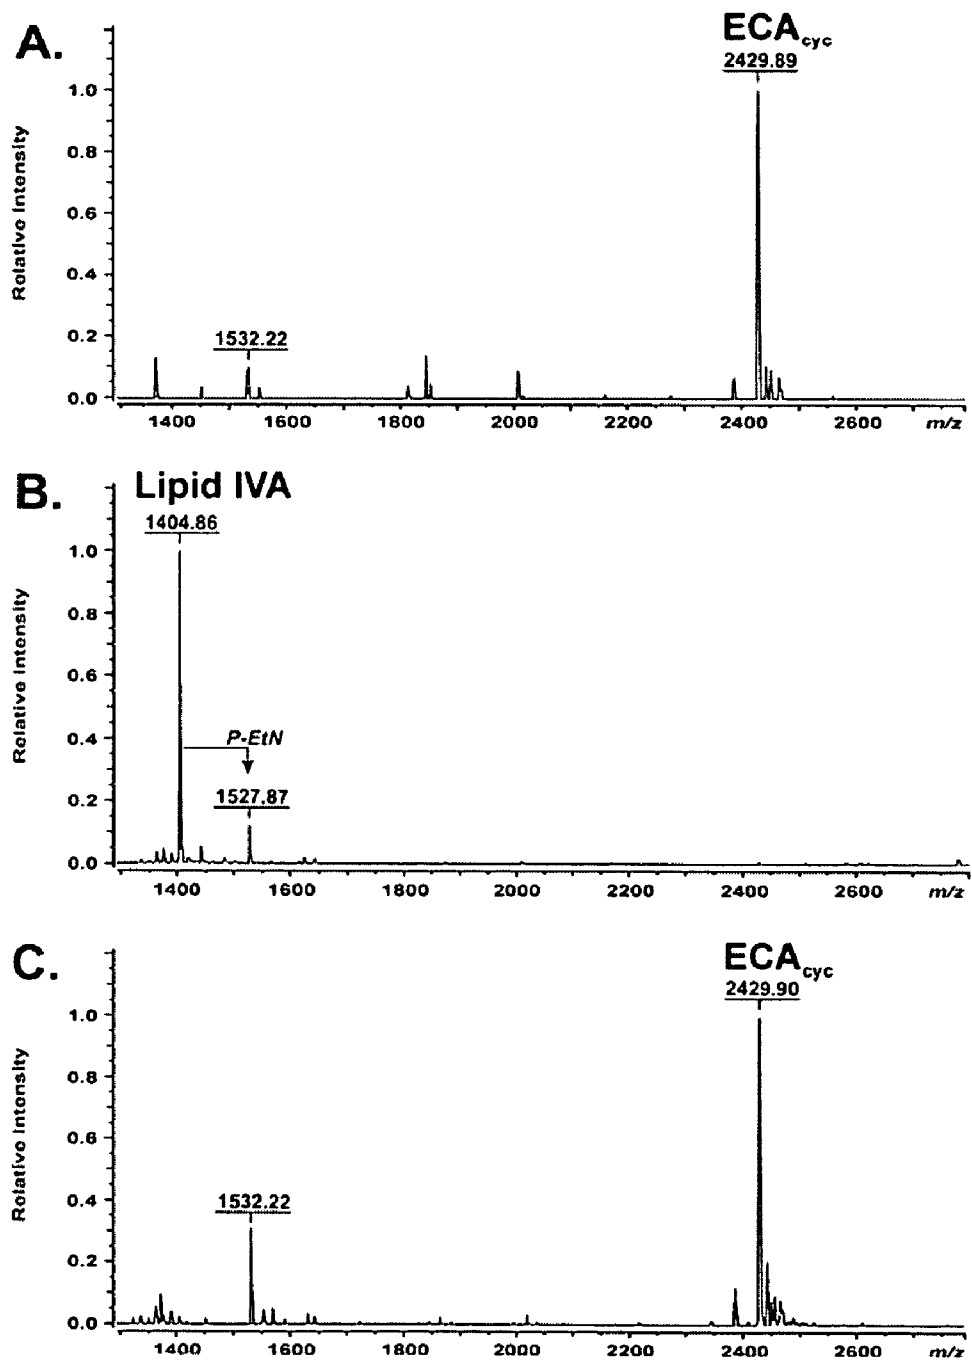 A.
ECAcyc
2429.89
1.0
0.8
0.6
0.4
0.2
0.0
Relative Intensity
1532.22
1400 1600 1800 2000 2200 2400 2600 m/z
B.
Lipid IVA
1404.86
1.0
0.8
0.6
0.4
0.2
0.0
Relative Intensity
P-EtN
1527.87
1400 1600 1800 2000 2200 2400 2600 m/z
C.
ECAcyc
2429.90
1.0
0.8
0.6
0.4
0.2
0.0
Relative Intensity
1532.22
1400 1600 1800 2000 2200 2400 2600 m/z